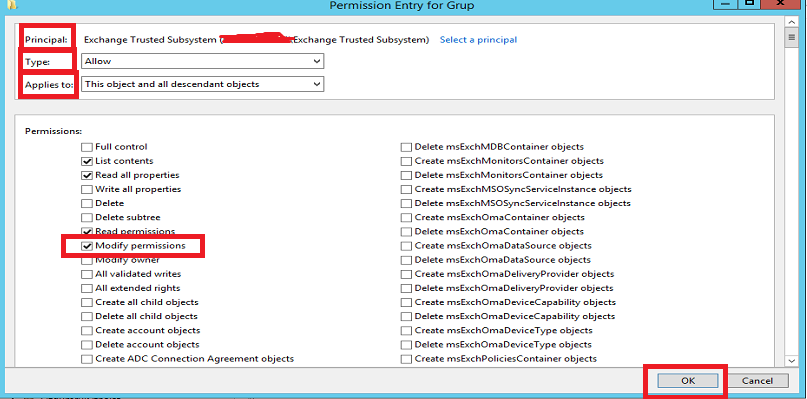 Permission Entry for Grup
Principal: Exchange Trusted Subsystem ( Exchange Trusted Subsystem) Select a principal
Type: Allow
Applies to: This object and all descendant objects
Permissions:
Full control
List contents
Read all properties
Write all properties
Delete
Delete subtree
Read permissions
Modify permissions
Modify owner
All validated writes
All extended rights
Create all child objects
Delete all child objects
Create account objects
Delete account objects
Create ADC Connection Agreement objects
Delete msExchMDBContainer objects
Create msExchMonitorsContainer objects
Delete msExchMonitorsContainer objects
Create msExchMSOSyncServiceInstance objects
Delete msExchMSOSyncServiceInstance objects
Create msExchOmaContainer objects
Delete msExchOmaContainer objects
Create msExchOmaDataSource objects
Delete msExchOmaDataSource objects
Create msExchOmaDeliveryProvider objects
Delete msExchOmaDeliveryProvider objects
Create msExchOmaDeviceCapability objects
Delete msExchOmaDeviceCapability objects
Create msExchOmaDeviceType objects
Delete msExchOmaDeviceType objects
Create msExchPoliciesContainer objects
OK
Cancel